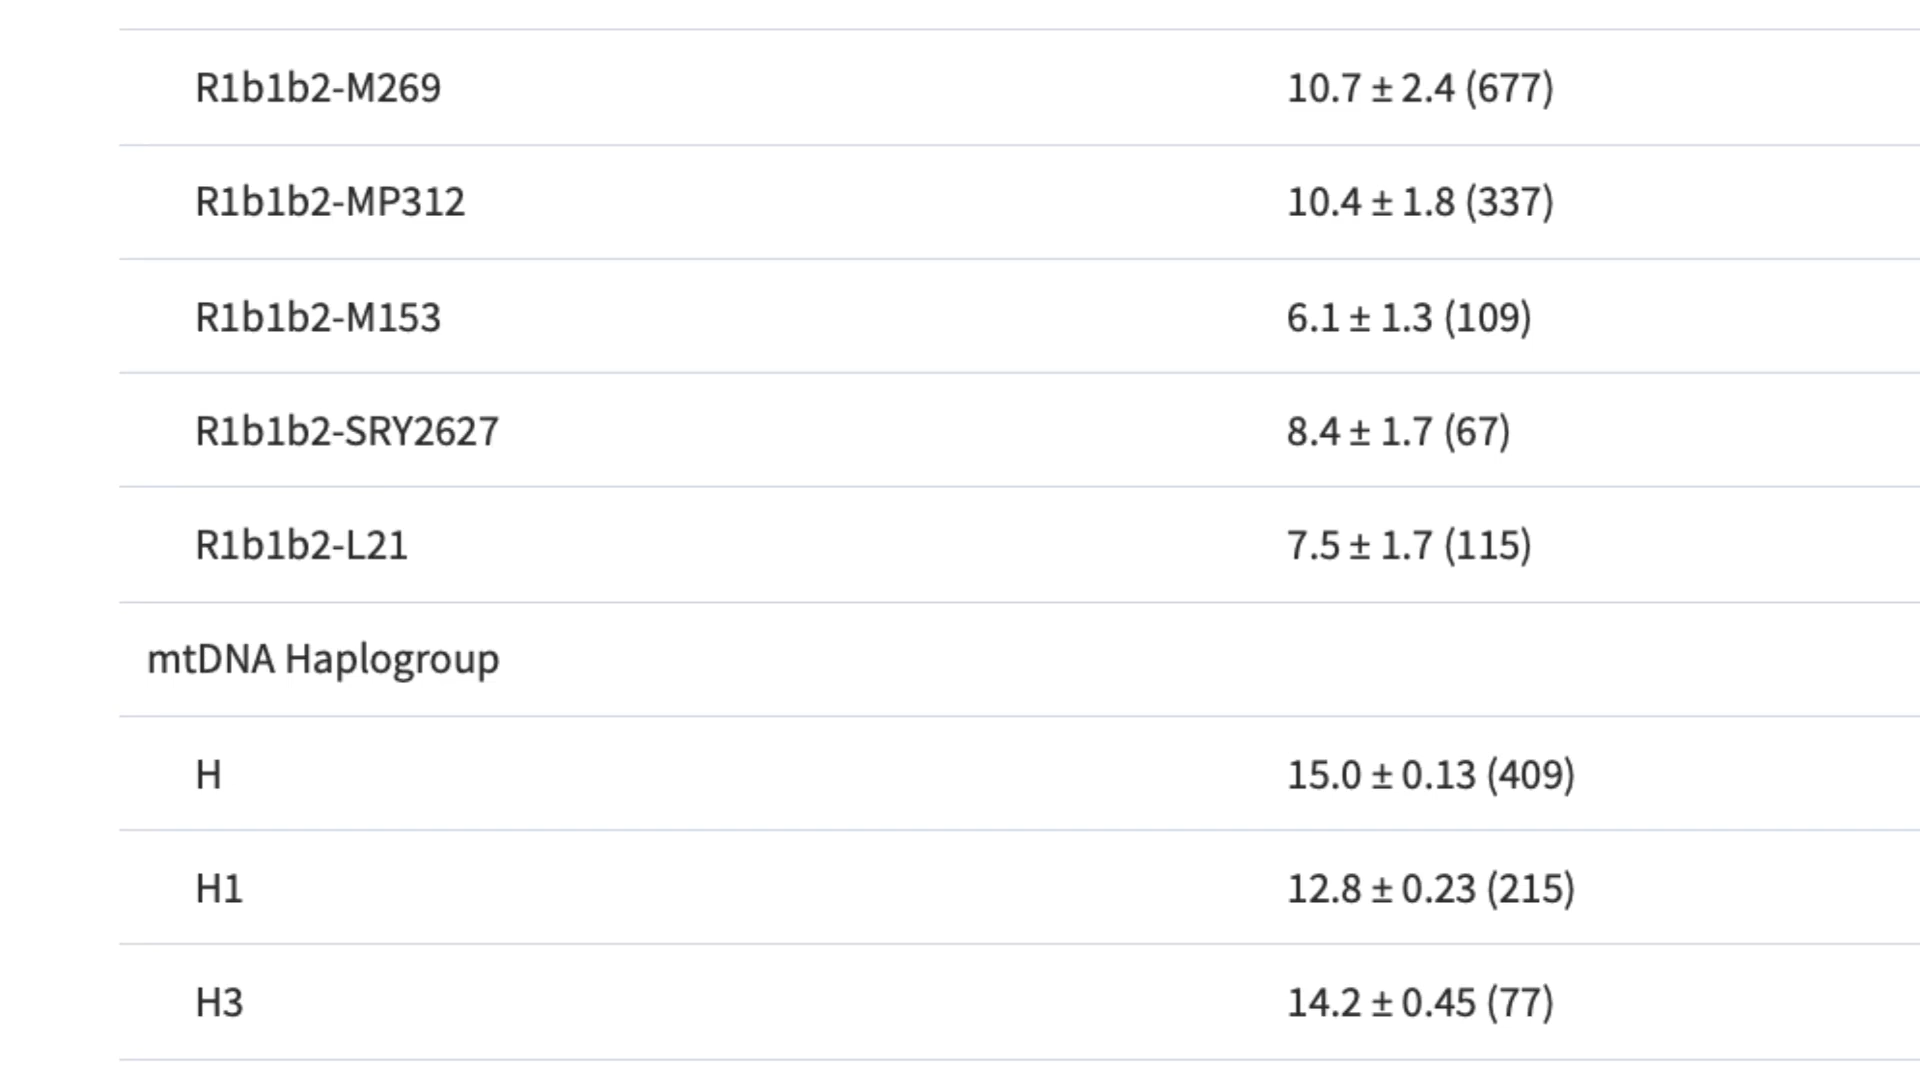 R1b1b2-M269 10.7 ± 2.4 (677)
R1b1b2-MP312 10.4 ± 1.8 (337)
R1b1b2-M153 6.1 ± 1.3 (109)
R1b1b2-SRY2627 8.4 ± 1.7 (67)
R1b1b2-L21 7.5 ± 1.7 (115)
mtDNA Haplogroup
H 15.0 ± 0.13 (409)
H1 12.8 ± 0.23 (215)
H3 14.2 ± 0.45 (77)